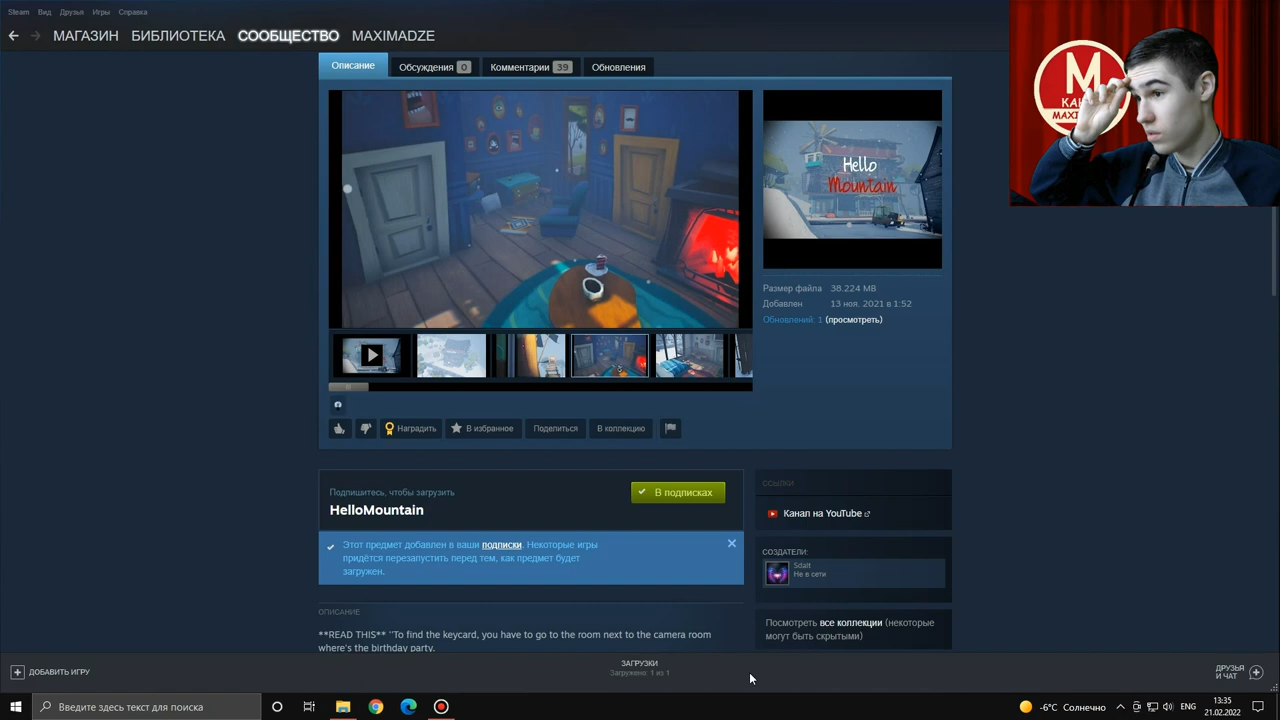 Steam Вид Друзья Игры Справка
МАГАЗИН БИБЛИОТЕКА СООБЩЕСТВО MAXIMADZE
Описание Обсуждения 0 Комментарии 39 Обновления
Hello
Mountain
М
Размер файла 38.224 MB
Добавлен 13 ноя. 2021 в 1:52
Обновлений: 1 (просмотреть)
Наградить В избранное Поделиться В коллекцию
Подпишитесь, чтобы загрузить
HelloMountain
В подписках
Этот предмет добавлен в ваши подписки. Некоторые игры
придётся перезапустить перед тем, как предмет будет
загружен.
ССЫЛКИ
Канал на YouTube
СОЗДАТЕЛИ:
Sdalt
Не в сети
Посмотреть все коллекции (некоторые
могут быть скрытыми)
ОПИСАНИЕ
**READ THIS** ''To find the keycard, you have to go to the room next to the camera room
where's the birthday party.
ДОБАВИТЬ ИГРУ
ЗАГРУЗКИ
Загружено: 1 из 1
ДРУЗЬЯ
И ЧАТ
Введите здесь текст для поиска
-6°C Солнечно
ENG
13:35
21.02.2022